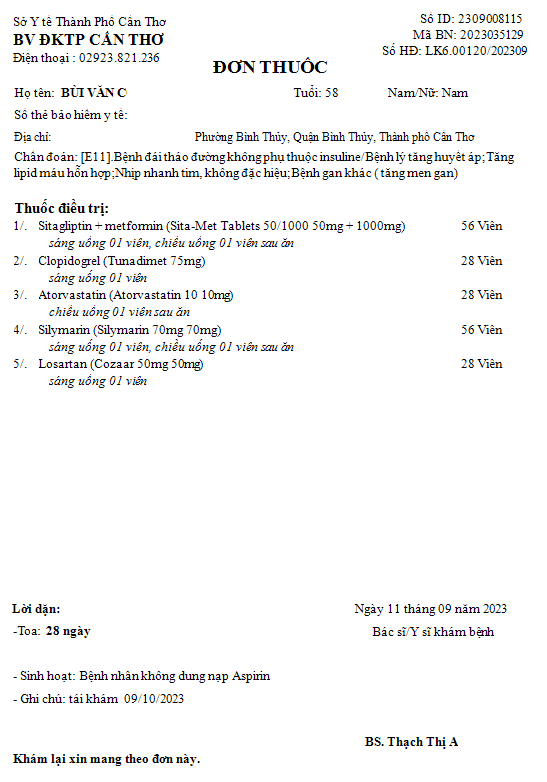 Sở Y tế Thành Phố Cần Thơ
Số ID: 2309008115
BV ĐKTP CẦN THƠ
Mã BN: 2023035129
Điện thoại : 02923.821.236
Số HĐ: LK6.00120/202309
ĐƠN THUỐC
Họ tên: BÙI VĂN C Tuổi: 58 Nam/Nữ: Nam
Số thẻ bảo hiểm y tế:
Địa chỉ: Phường Bình Thủy, Quận Bình Thủy, Thành phố Cần Thơ
Chẩn đoán: [E11].Bệnh đái tháo đường không phụ thuộc insuline/Bệnh lý tăng huyết áp;Tăng
lipid máu hỗn hợp;Nhịp nhanh tim, không đặc hiệu;Bệnh gan khác ( tăng men gan)
Thuốc điều trị:
1/. Sitagliptin + metformin (Sita-Met Tablets 50/1000 50mg + 1000mg) 56 Viên
sáng uống 01 viên, chiều uống 01 viên sau ăn
2/. Clopidogrel (Tunadimet 75mg) 28 Viên
sáng uống 01 viên
3/. Atorvastatin (Atorvastatin 10 10mg) 28 Viên
chiều uống 01 viên sau ăn
4/. Silymarin (Silymarin 70mg 70mg) 56 Viên
sáng uống 01 viên, chiều uống 01 viên sau ăn
5/. Losartan (Cozaar 50mg 50mg) 28 Viên
sáng uống 01 viên
Lời dặn:
Ngày 11 tháng 09 năm 2023
-Toa: 28 ngày
Bác sĩ/Y sĩ khám bệnh
- Sinh hoạt: Bệnh nhân không dung nạp Aspirin
- Ghi chú: tái khám 09/10/2023
BS. Thạch Thị A
Khám lại xin mang theo đơn này.